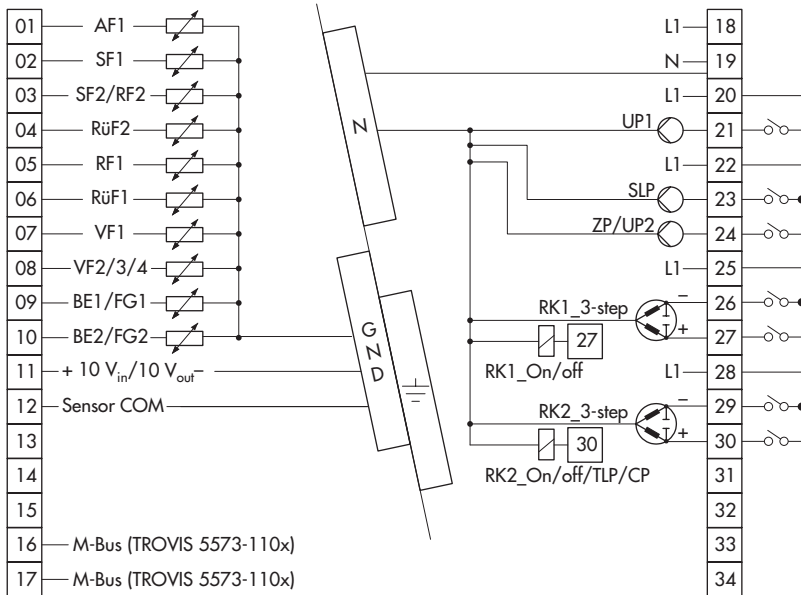 01 AF1
02 SF1
03 SF2/RF2
04 RüF2
05 RF1
06 RüF1
07 VF1
08 VF2/3/4
09 BE1/FG1
10 BE2/FG2
11 + 10 Vin/10 Vout–
12 Sensor COM
13
14
15
16 M-Bus (TROVIS 5573-110x)
17 M-Bus (TROVIS 5573-110x)
N
GND
L1 18
N 19
L1 20
UP1 21
L1 22
SLP 23
ZP/UP2 24
L1 25
RK1_3-step – 26
+ 27
27
RK1_On/off
L1 28
RK2_3-step – 29
+ 30
30
RK2_On/off/TLP/CP
31
32
33
34